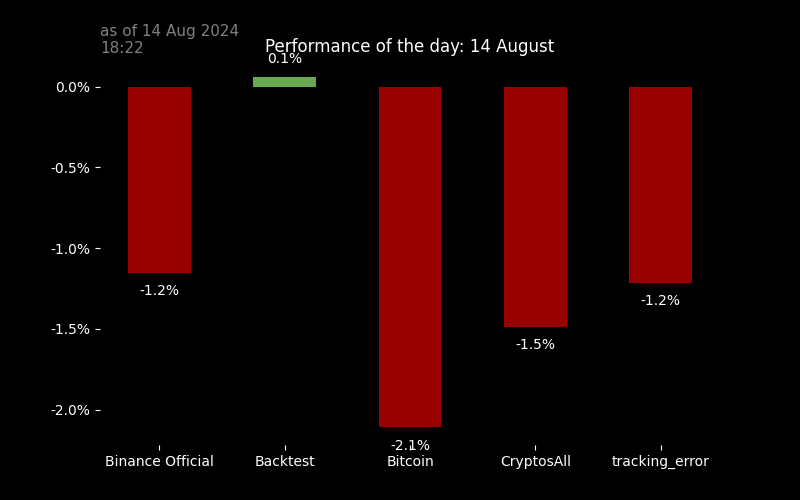 as of 14 Aug 2024
18:22
Performance of the day: 14 August
0.1%
0.0%
-0.5%
-1.0%
-1.2%
-1.2%
-1.5%
-1.5%
-2.0%
-2.1%
Binance Official
Backtest
Bitcoin
CryptosAll
tracking_error